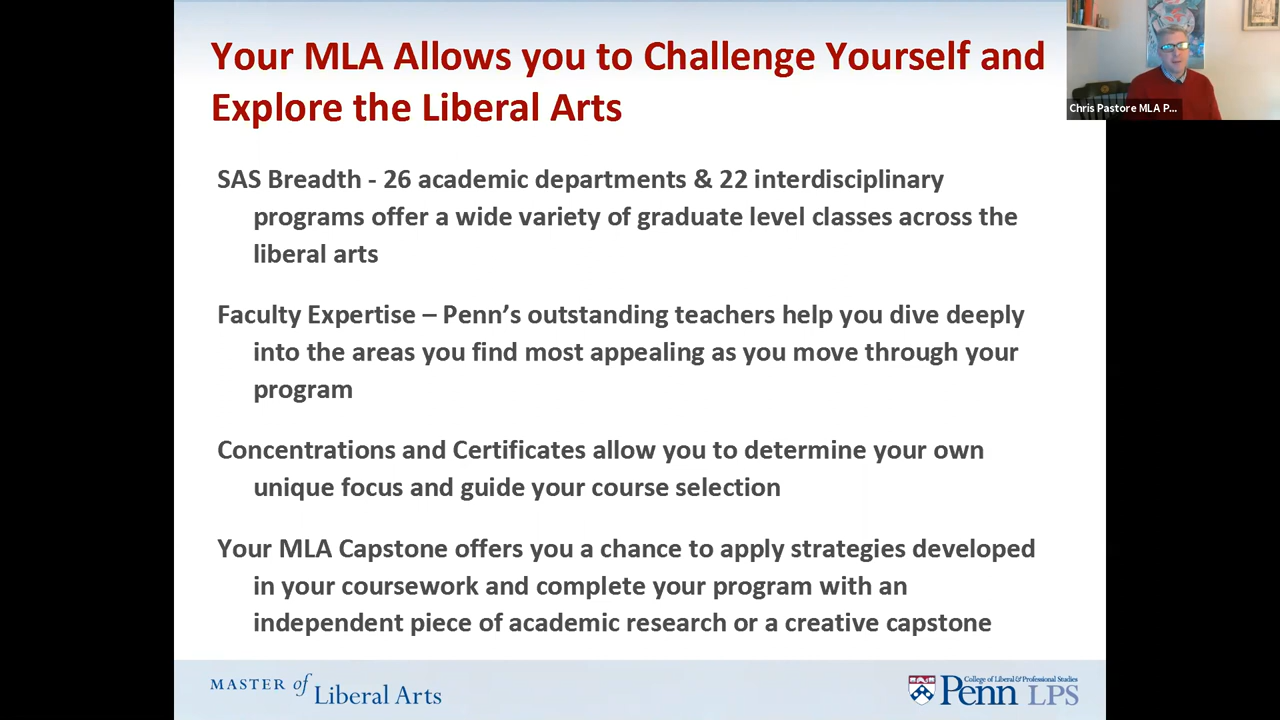 Your MLA Allows you to Challenge Yourself and
Explore the Liberal Arts
Chris Pastore MLA P...
SAS Breadth - 26 academic departments & 22 interdisciplinary
programs offer a wide variety of graduate level classes across the
liberal arts
Faculty Expertise – Penn’s outstanding teachers help you dive deeply
into the areas you find most appealing as you move through your
program
Concentrations and Certificates allow you to determine your own
unique focus and guide your course selection
Your MLA Capstone offers you a chance to apply strategies developed
in your coursework and complete your program with an
independent piece of academic research or a creative capstone
MASTER of
Liberal Arts
College of Liberal & Professional Studies
Penn LPS